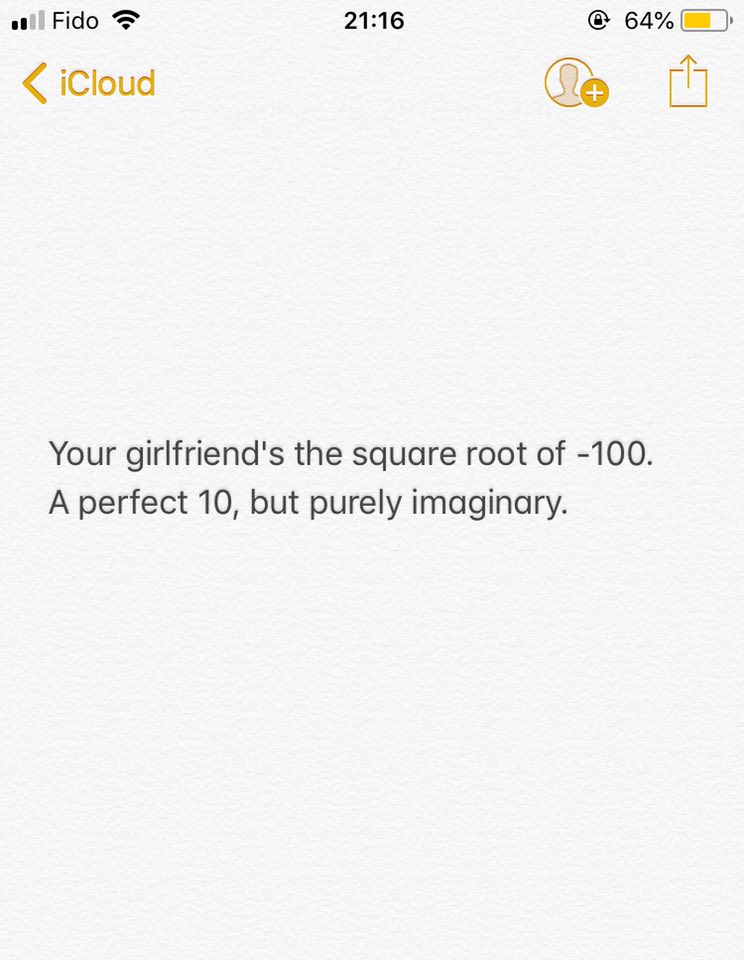 Fido 21:16 64%
iCloud
Your girlfriend's the square root of -100.
A perfect 10, but purely imaginary.